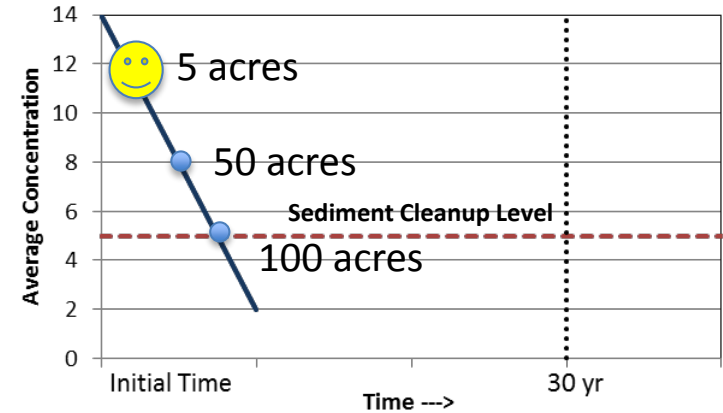 14
12
10
8
6
4
2
0
Average Concentration
5 acres
50 acres
Sediment Cleanup Level
100 acres
Initial Time
30 yr
Time --->